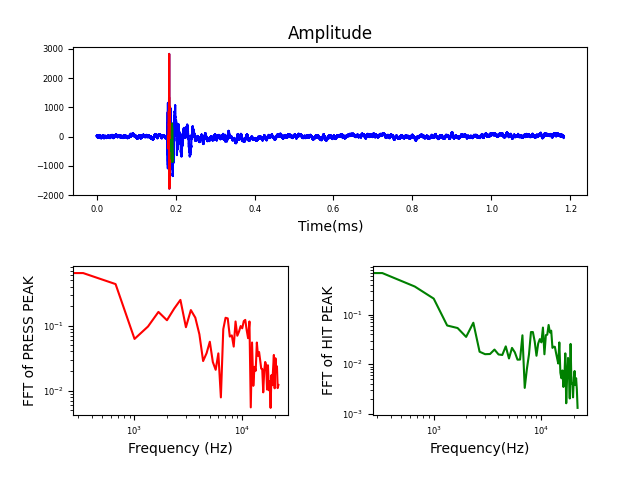 Amplitude
3000
2000
1000
0
−1000
−2000
0.0 0.2 0.4 0.6 0.8 1.0 1.2
Time(ms)
FFT of PRESS PEAK
10⁻¹
10⁻²
10³ 10⁴
Frequency (Hz)
FFT of HIT PEAK
10⁻¹
10⁻²
10⁻³
10³ 10⁴
Frequency(Hz)